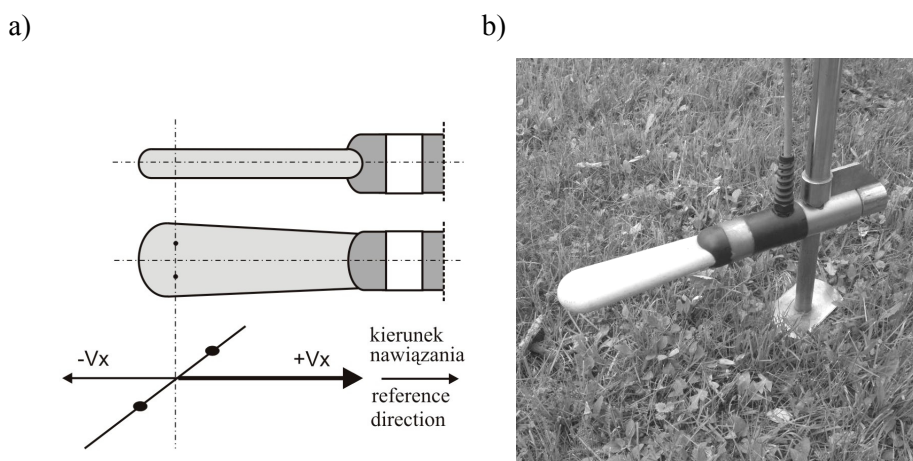 a)
b)
-Vx
+Vx
kierunek
nawiązania
reference
direction